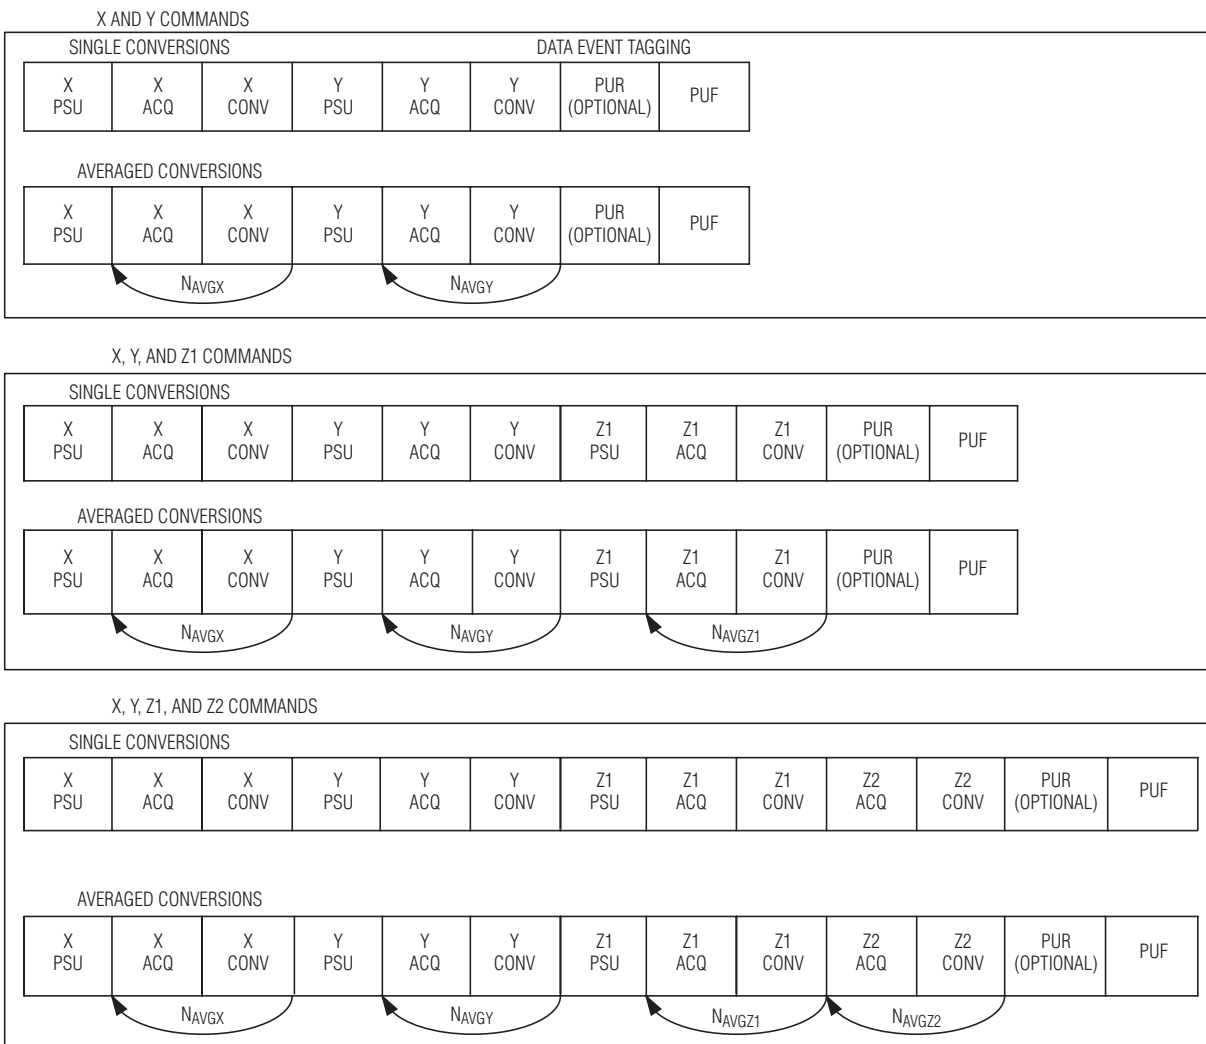 X AND Y COMMANDS
SINGLE CONVERSIONS DATA EVENT TAGGING
X PSU X ACQ X CONV Y PSU Y ACQ Y CONV PUR (OPTIONAL) PUF
AVERAGED CONVERSIONS
X PSU X ACQ X CONV Y PSU Y ACQ Y CONV PUR (OPTIONAL) PUF
NAVGX NAVGY
X, Y, AND Z1 COMMANDS
SINGLE CONVERSIONS
X PSU X ACQ X CONV Y PSU Y ACQ Y CONV Z1 PSU Z1 ACQ Z1 CONV PUR (OPTIONAL) PUF
AVERAGED CONVERSIONS
X PSU X ACQ X CONV Y PSU Y ACQ Y CONV Z1 PSU Z1 ACQ Z1 CONV PUR (OPTIONAL) PUF
NAVGX NAVGY NAVGZ1
X, Y, Z1, AND Z2 COMMANDS
SINGLE CONVERSIONS
X PSU X ACQ X CONV Y PSU Y ACQ Y CONV Z1 PSU Z1 ACQ Z1 CONV Z2 ACQ Z2 CONV PUR (OPTIONAL) PUF
AVERAGED CONVERSIONS
X PSU X ACQ X CONV Y PSU Y ACQ Y CONV Z1 PSU Z1 ACQ Z1 CONV Z2 ACQ Z2 CONV PUR (OPTIONAL) PUF
NAVGX NAVGY NAVGZ1 NAVGZ2